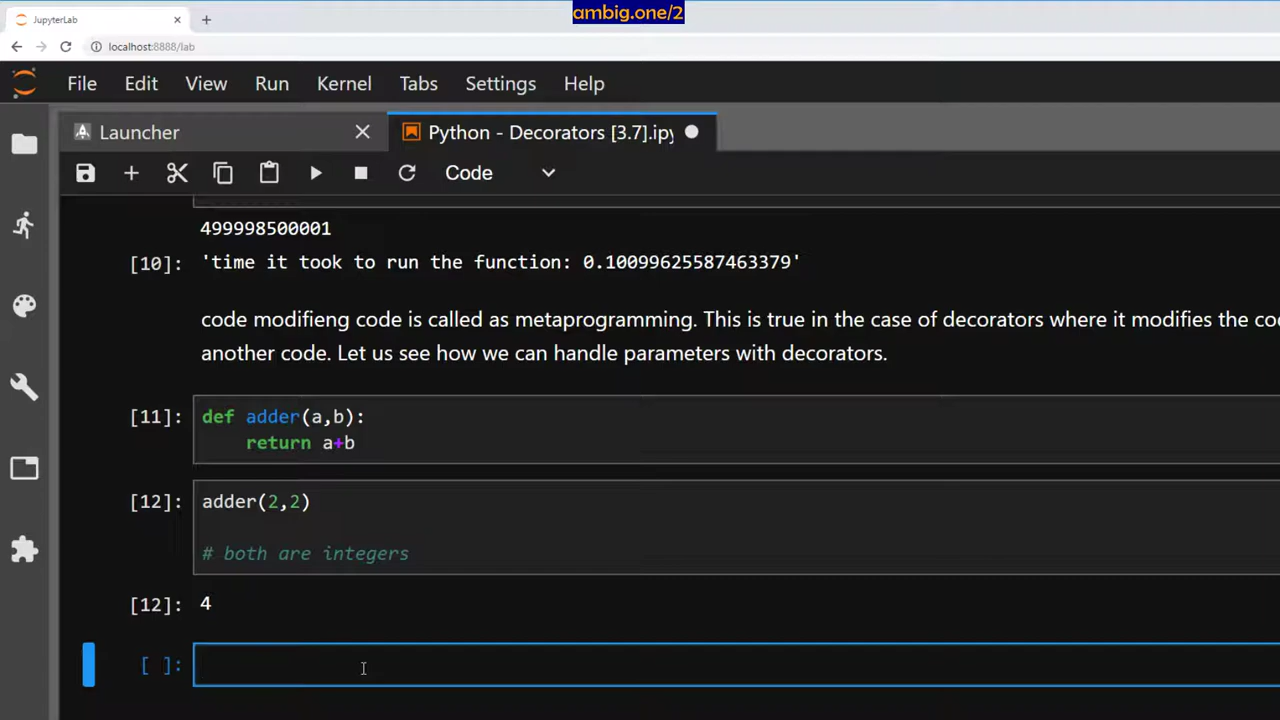 ambig.one/2
JupyterLab
localhost:8888/lab
File Edit View Run Kernel Tabs Settings Help
Launcher Python - Decorators [3.7].ipy
Code
499998500001
[10]: 'time it took to run the function: 0.10099625587463379'
code modifieng code is called as metaprogramming. This is true in the case of decorators where it modifies the co
another code. Let us see how we can handle parameters with decorators.
[11]: def adder(a,b):
return a+b
[12]: adder(2,2)
# both are integers
[12]: 4
[ ]: